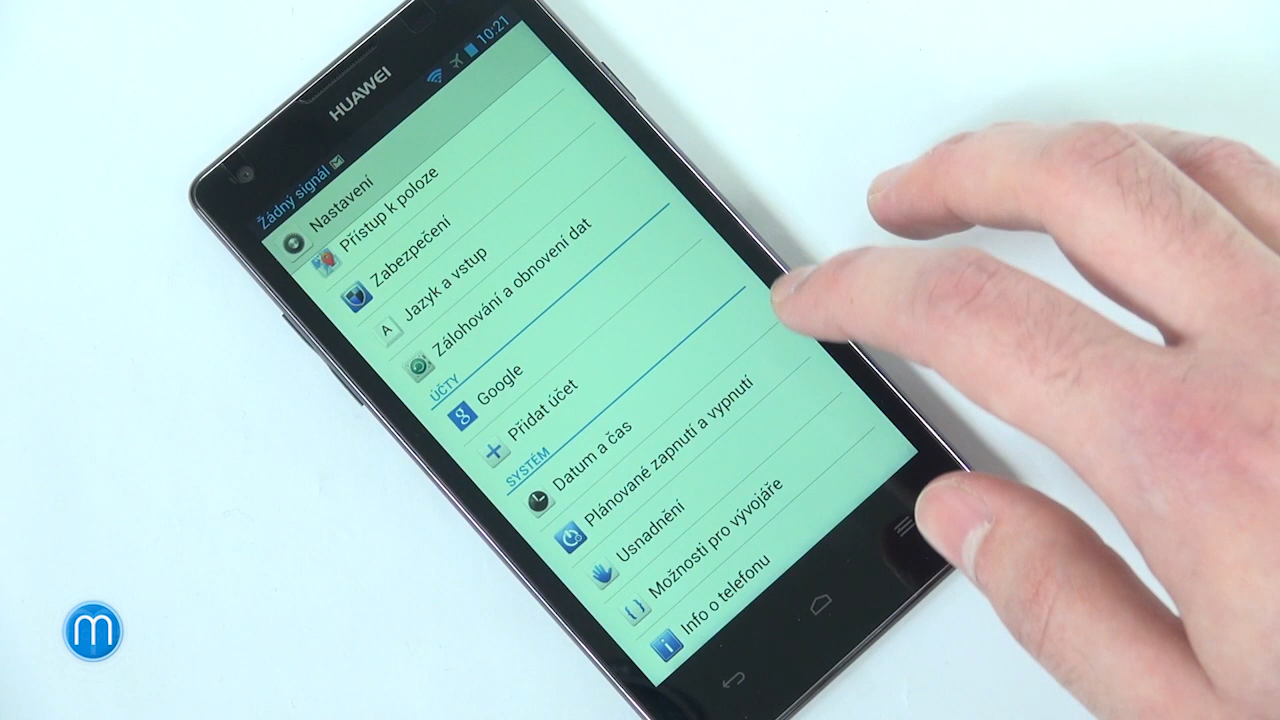 HUAWEI
Žádný signál
10:21
Nastavení
Přístup k poloze
Zabezpečení
A
Jazyk a vstup
Zálohování a obnovení dat
ÚČTY
g
Google
Přidat účet
SYSTÉM
Datum a čas
Plánované zapnutí a vypnutí
Usnadnění
{ }
Možnosti pro vývojáře
i
Info o telefonu
m